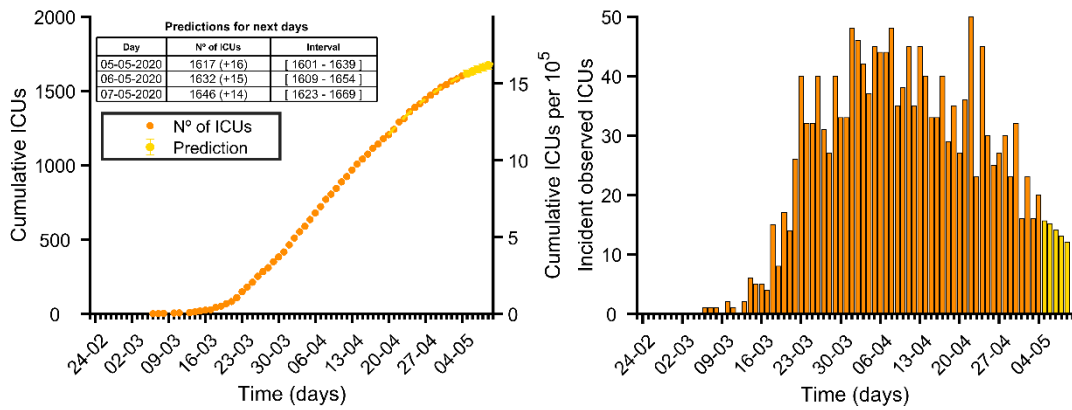 2000
1500
1000
500
0
Cumulative ICUs
Predictions for next days
Day Nº of ICUs Interval
05-05-2020 1617 (+16) [ 1601 - 1639 ]
06-05-2020 1632 (+15) [ 1609 - 1654 ]
07-05-2020 1646 (+14) [ 1623 - 1669 ]
Nº of ICUs
Prediction
15
10
5
0
Cumulative ICUs per 10⁵
24-02 02-03 09-03 16-03 23-03 30-03 06-04 13-04 20-04 27-04 04-05
Time (days)
50
40
30
20
10
0
Incident observed ICUs
24-02 02-03 09-03 16-03 23-03 30-03 06-04 13-04 20-04 27-04 04-05
Time (days)